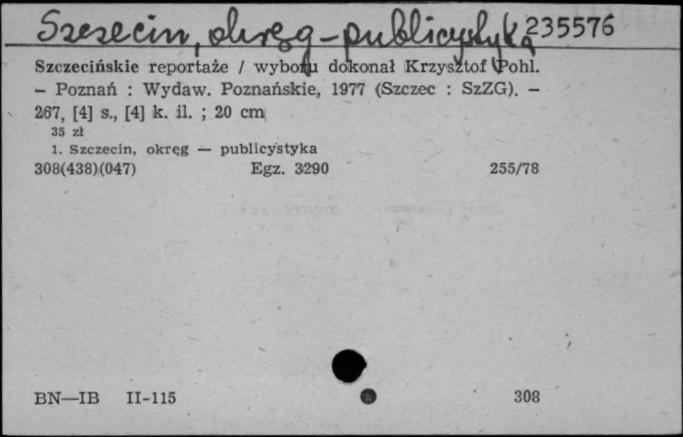 Szczecin, okręg - publicystyka 235576
Szczecińskie reportaże / wyboru dokonał Krzysztof Pohl.
— Poznań : Wydaw. Poznańskie, 1977 (Szczec : SzZG). —
267, [4] s., [4] k. il. ; 20 cm
35 zł
1. Szczecin, okręg — publicystyka
308(438)(047) Egz. 3290 255/78
BN—IB II-115 308